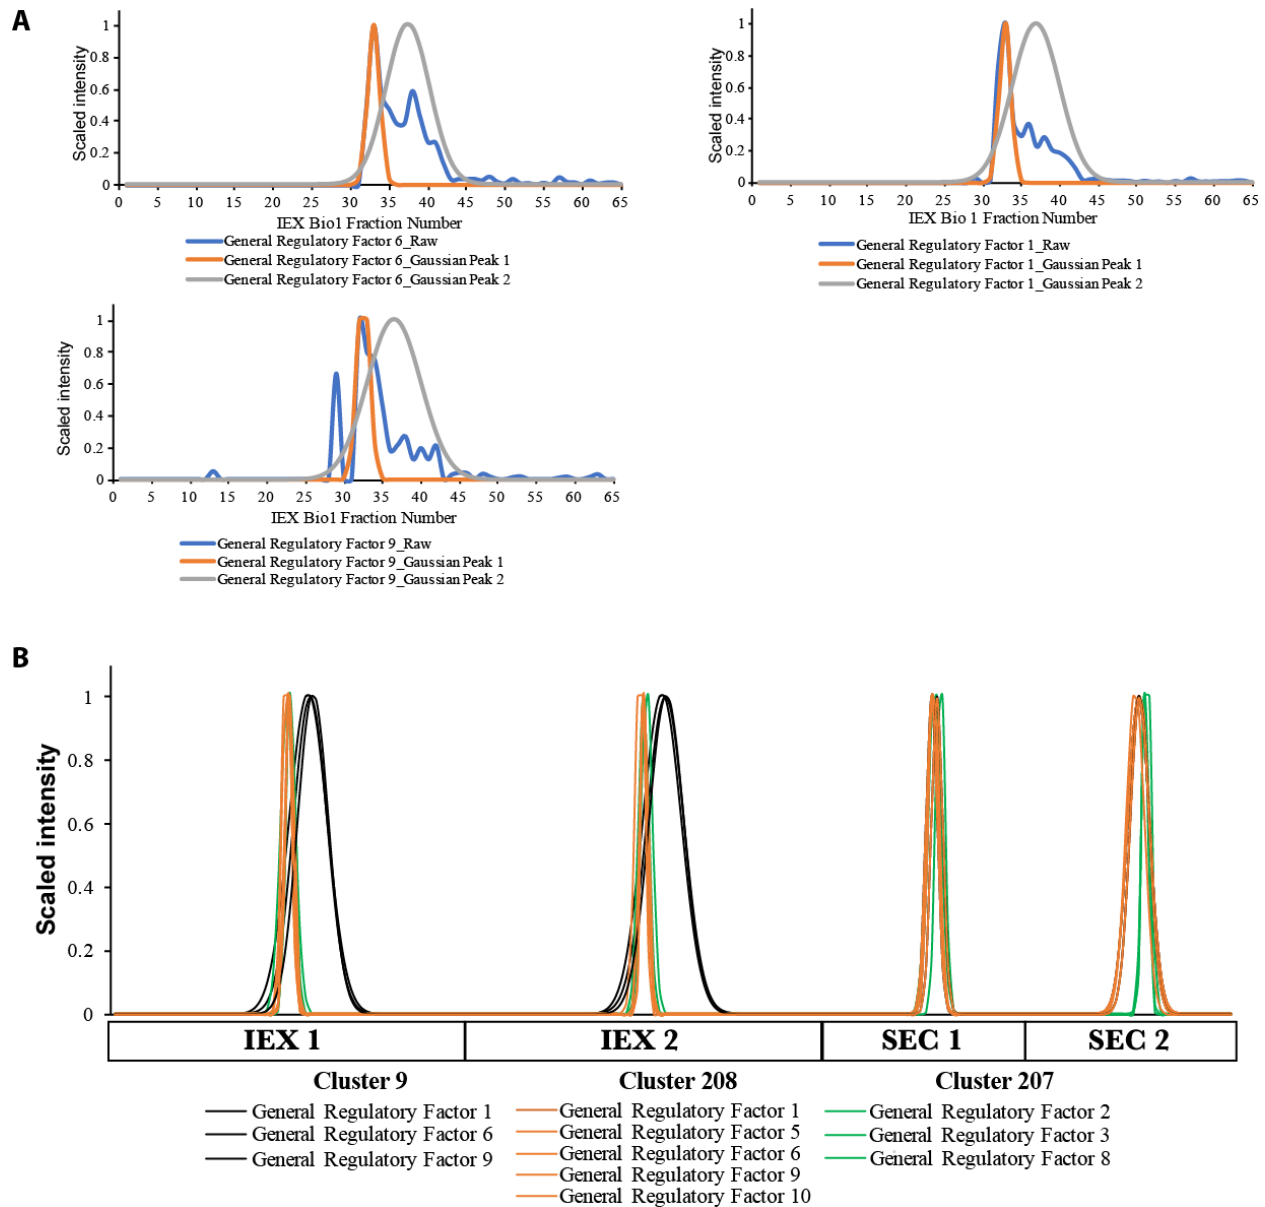 A
1
0.8
0.6
0.4
0.2
0
Scaled intensity
0 5 10 15 20 25 30 35 40 45 50 55 60 65
IEX Bio1 Fraction Number
General Regulatory Factor 6_Raw
General Regulatory Factor 6_Gaussian Peak 1
General Regulatory Factor 6_Gaussian Peak 2
1
0.8
0.6
0.4
0.2
0
Scaled intensity
0 5 10 15 20 25 30 35 40 45 50 55 60 65
IEX Bio 1 Fraction Number
General Regulatory Factor 1_Raw
General Regulatory Factor 1_Gaussian Peak 1
General Regulatory Factor 1_Gaussian Peak 2
1
0.8
0.6
0.4
0.2
0
Scaled intensity
0 5 10 15 20 25 30 35 40 45 50 55 60 65
IEX Bio1 Fraction Number
General Regulatory Factor 9_Raw
General Regulatory Factor 9_Gaussian Peak 1
General Regulatory Factor 9_Gaussian Peak 2
B
1
0.8
0.6
0.4
0.2
0
Scaled intensity
IEX 1 IEX 2 SEC 1 SEC 2
Cluster 9
General Regulatory Factor 1
General Regulatory Factor 6
General Regulatory Factor 9
Cluster 208
General Regulatory Factor 1
General Regulatory Factor 5
General Regulatory Factor 6
General Regulatory Factor 9
General Regulatory Factor 10
Cluster 207
General Regulatory Factor 2
General Regulatory Factor 3
General Regulatory Factor 8